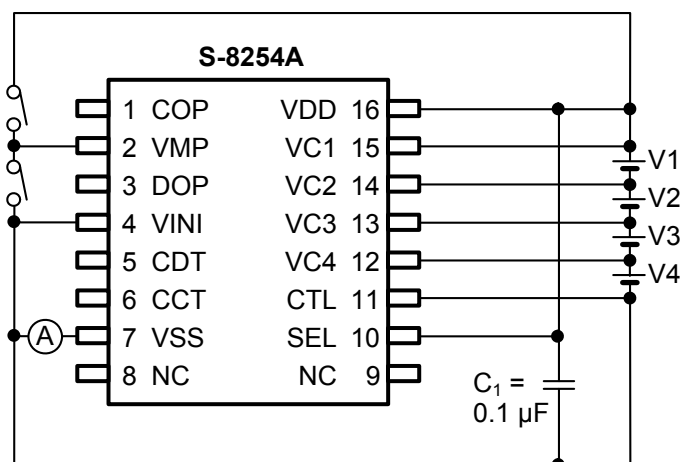 S-8254A
1 COP VDD 16
2 VMP VC1 15
3 DOP VC2 14
4 VINI VC3 13
5 CDT VC4 12
6 CCT CTL 11
7 VSS SEL 10
8 NC NC 9
V1
V2
V3
V4
A
C₁ =
0.1 µF